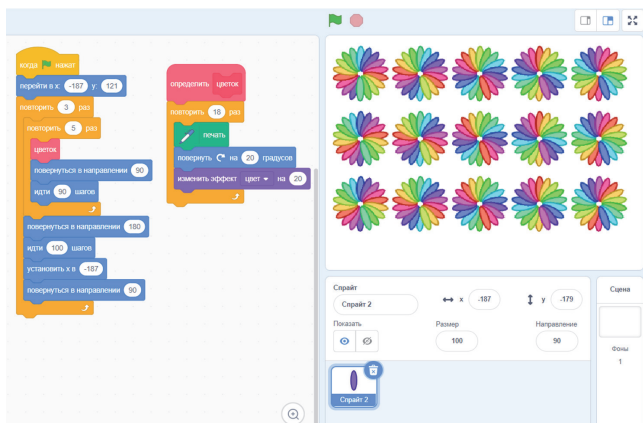 когда нажат
перейти в x: -187 y: 121
повторить 3 раз
повторить 5 раз
цветок
повернуться в направлении 90
идти 90 шагов
повернуться в направлении 180
идти 100 шагов
установить x в -187
повернуться в направлении 90
определить цветок
повторить 18 раз
печать
повернуть на 20 градусов
изменить эффект цвет на 20
Спрайт
Спрайт 2 x -187 y -179
Показать Размер Направление
100 90
Спрайт 2
Сцена
Фоны
1